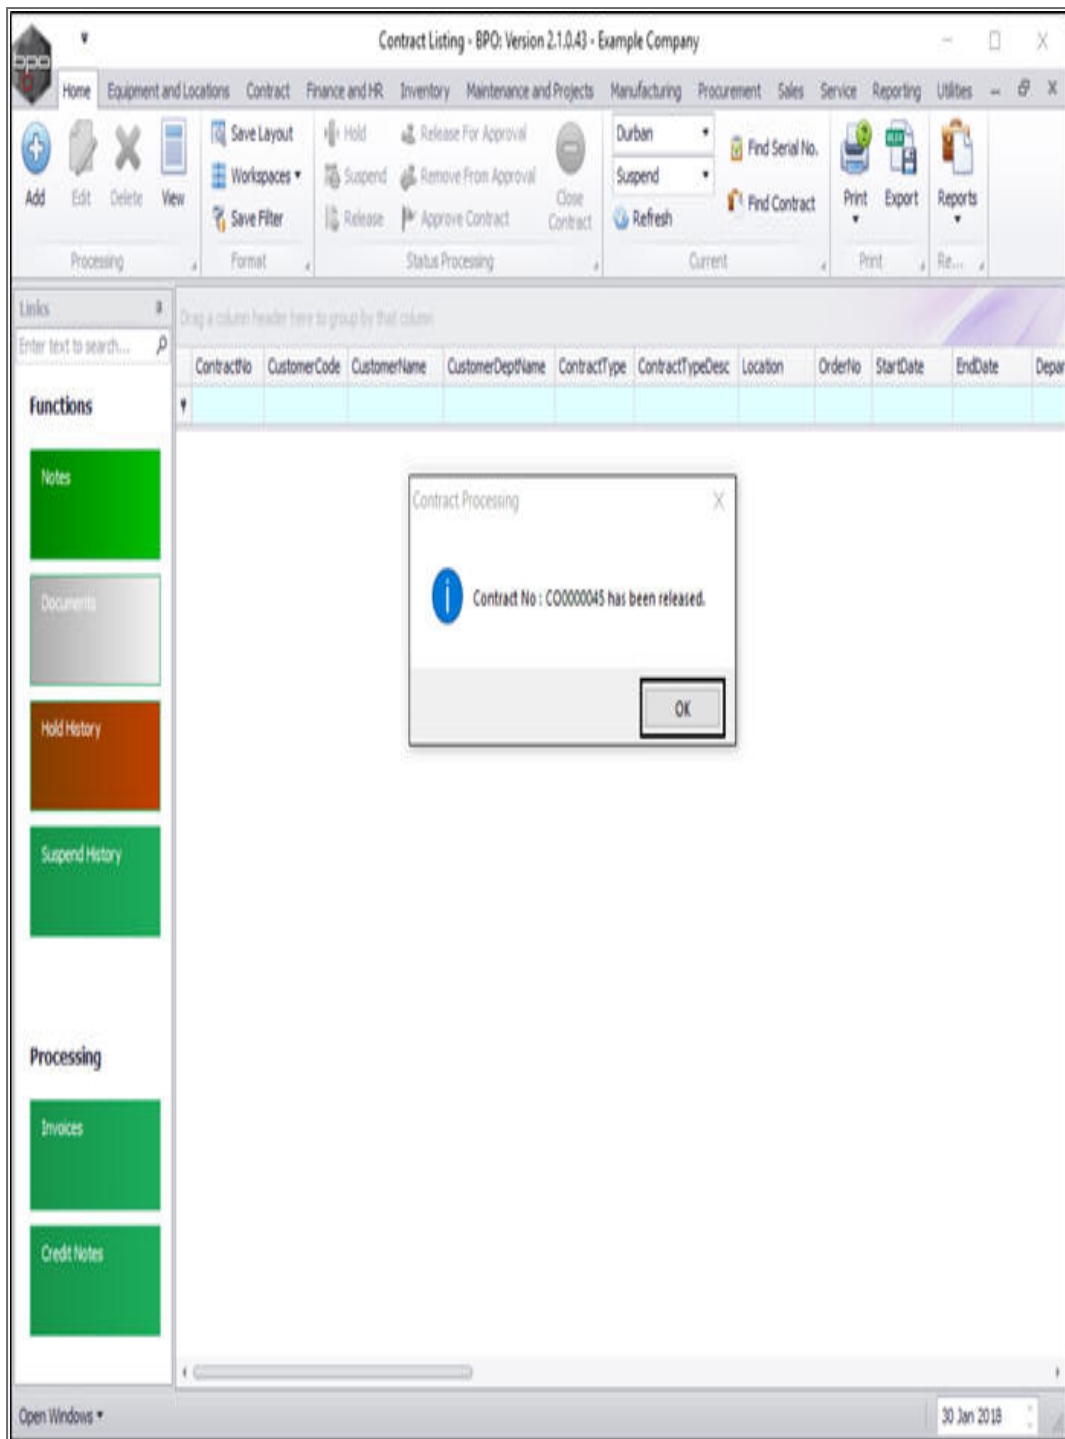 Contract Listing - BPO: Version 2.1.0.43 - Example Company
bpo
Home Equipment and Locations Contract Finance and HR Inventory Maintenance and Projects Manufacturing Procurement Sales Service Reporting Utilities
Add Edit Delete View
Processing
Save Layout
Workspaces
Save Filter
Format
Hold
Suspend
Release
Release For Approval
Remove From Approval
Approve Contract
Close Contract
Status Processing
Durban
Suspend
Refresh
Find Serial No.
Find Contract
Current
Print Export
Print
Reports
Re...
Links
Enter text to search...
Drag a column header here to group by that column
ContractNo CustomerCode CustomerName CustomerDeptName ContractType ContractTypeDesc Location OrderNo StartDate EndDate Depar
Functions
Notes
Documents
Hold History
Suspend History
Processing
Invoices
Credit Notes
Contract Processing
Contract No : CO0000045 has been released.
OK
Open Windows
30 Jan 2018